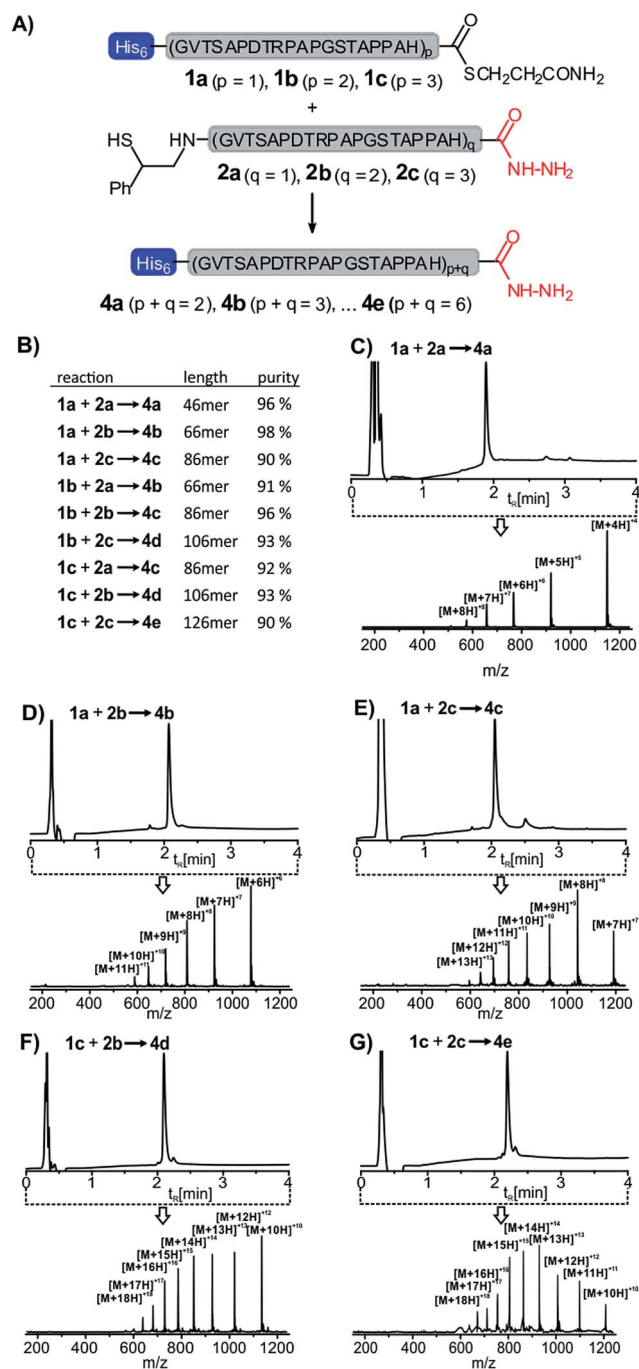 A)
His6 (GVTSAPDTRPAPGSTAPPAH)p O
SCH2CH2CONH2
1a (p = 1), 1b (p = 2), 1c (p = 3)
+
HS HN (GVTSAPDTRPAPGSTAPPAH)q O
Ph NH-NH2
2a (q = 1), 2b (q = 2), 2c (q = 3)
His6 (GVTSAPDTRPAPGSTAPPAH)p+q O
NH-NH2
4a (p + q = 2), 4b (p + q = 3), ... 4e (p + q = 6)
B)
reaction length purity
1a + 2a → 4a 46mer 96 %
1a + 2b → 4b 66mer 98 %
1a + 2c → 4c 86mer 90 %
1b + 2a → 4b 66mer 91 %
1b + 2b → 4c 86mer 96 %
1b + 2c → 4d 106mer 93 %
1c + 2a → 4c 86mer 92 %
1c + 2b → 4d 106mer 93 %
1c + 2c → 4e 126mer 90 %
C) 1a + 2a → 4a
0 1 2 3 4
tR[min]
[M+4H]+4
[M+5H]+5
[M+6H]+6
[M+7H]+7
[M+8H]+8
200 400 600 800 1000 1200
m/z
D) 1a + 2b → 4b
0 1 2 3 4
tR[min]
[M+6H]+6
[M+7H]+7
[M+8H]+8
[M+9H]+9
[M+10H]+10
[M+11H]+11
200 400 600 800 1000 1200
m/z
E) 1a + 2c → 4c
0 1 2 3 4
tR[min]
[M+8H]+8
[M+9H]+9
[M+10H]+10
[M+7H]+7
[M+11H]+11
[M+12H]+12
[M+13H]+13
200 400 600 800 1000 1200
m/z
F) 1c + 2b → 4d
0 1 2 3 4
tR[min]
[M+12H]+12
[M+13H]+13 [M+10H]+10
[M+14H]+14
[M+15H]+15
[M+16H]+16
[M+17H]+17
[M+18H]+18
200 400 600 800 1000 1200
m/z
G) 1c + 2c → 4e
0 1 2 3 4
tR[min]
[M+14H]+14
[M+15H]+15 [M+13H]+13
[M+12H]+12
[M+16H]+16 [M+11H]+11
[M+17H]+17
[M+18H]+18 [M+10H]+10
200 400 600 800 1000 1200
m/z